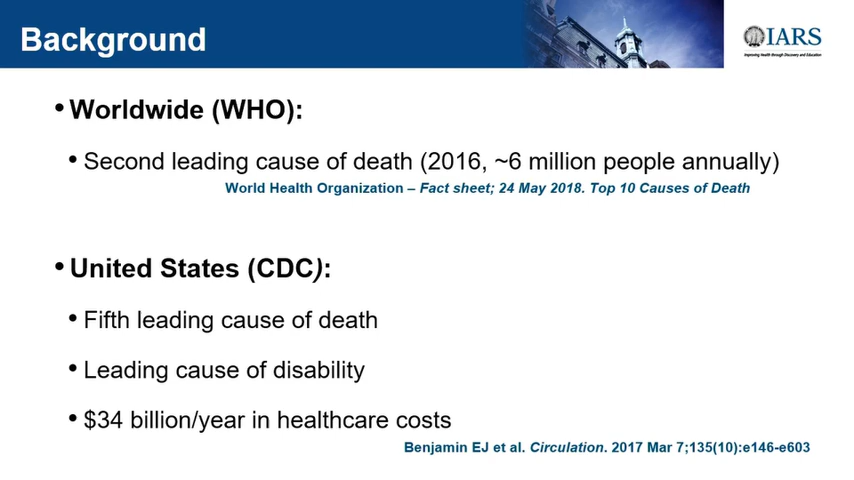 Background
IARS
Improving Health through Discovery and Education
• Worldwide (WHO):
• Second leading cause of death (2016, ~6 million people annually)
World Health Organization – Fact sheet; 24 May 2018. Top 10 Causes of Death
• United States (CDC):
• Fifth leading cause of death
• Leading cause of disability
• $34 billion/year in healthcare costs
Benjamin EJ et al. Circulation. 2017 Mar 7;135(10):e146-e603